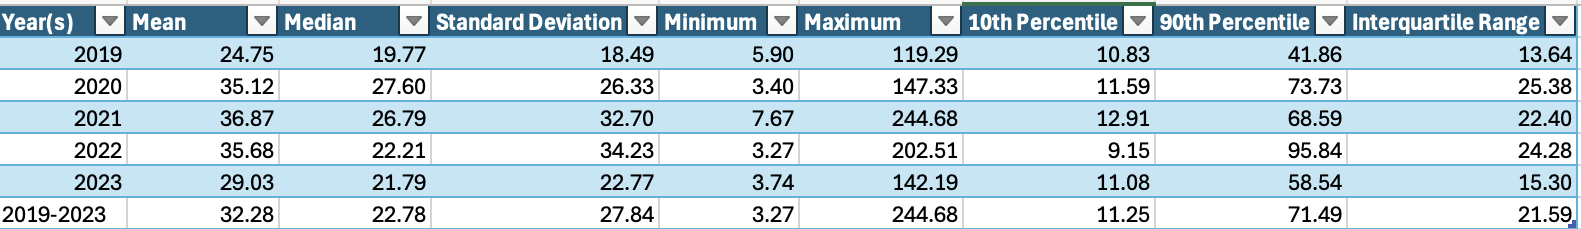 Year(s) Mean Median Standard Deviation Minimum Maximum 10th Percentile 90th Percentile Interquartile Range
2019 24.75 19.77 18.49 5.90 119.29 10.83 41.86 13.64
2020 35.12 27.60 26.33 3.40 147.33 11.59 73.73 25.38
2021 36.87 26.79 32.70 7.67 244.68 12.91 68.59 22.40
2022 35.68 22.21 34.23 3.27 202.51 9.15 95.84 24.28
2023 29.03 21.79 22.77 3.74 142.19 11.08 58.54 15.30
2019-2023 32.28 22.78 27.84 3.27 244.68 11.25 71.49 21.59